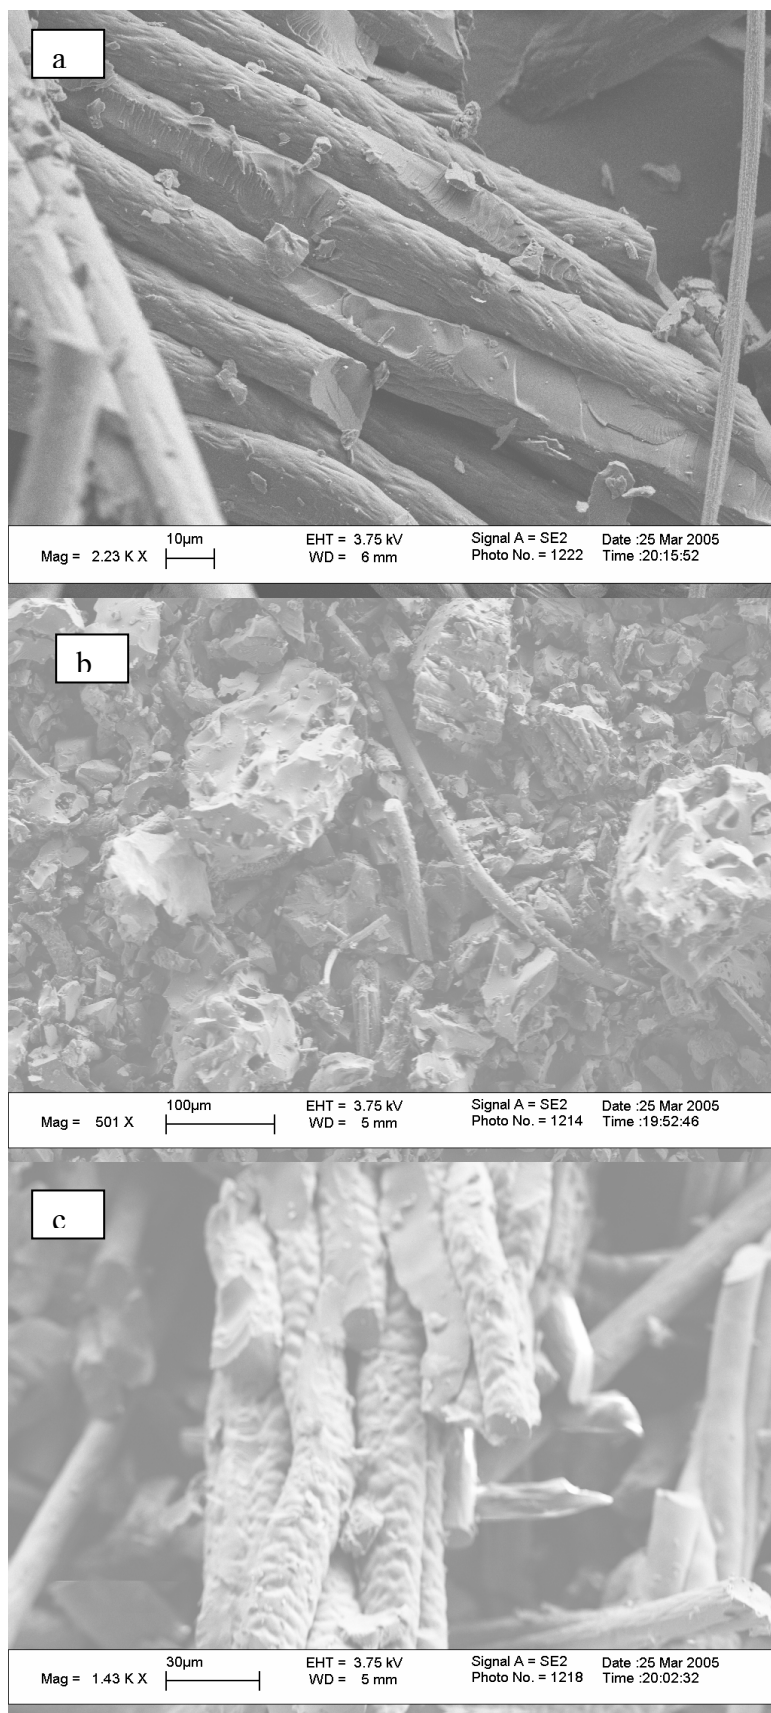 a
10µm
EHT = 3.75 kV
Signal A = SE2
Date :25 Mar 2005
Mag = 2.23 K X
WD = 6 mm
Photo No. = 1222
Time :20:15:52
b
100µm
EHT = 3.75 kV
Signal A = SE2
Date :25 Mar 2005
Mag = 501 X
WD = 5 mm
Photo No. = 1214
Time :19:52:46
c
30µm
EHT = 3.75 kV
Signal A = SE2
Date :25 Mar 2005
Mag = 1.43 K X
WD = 5 mm
Photo No. = 1218
Time :20:02:32